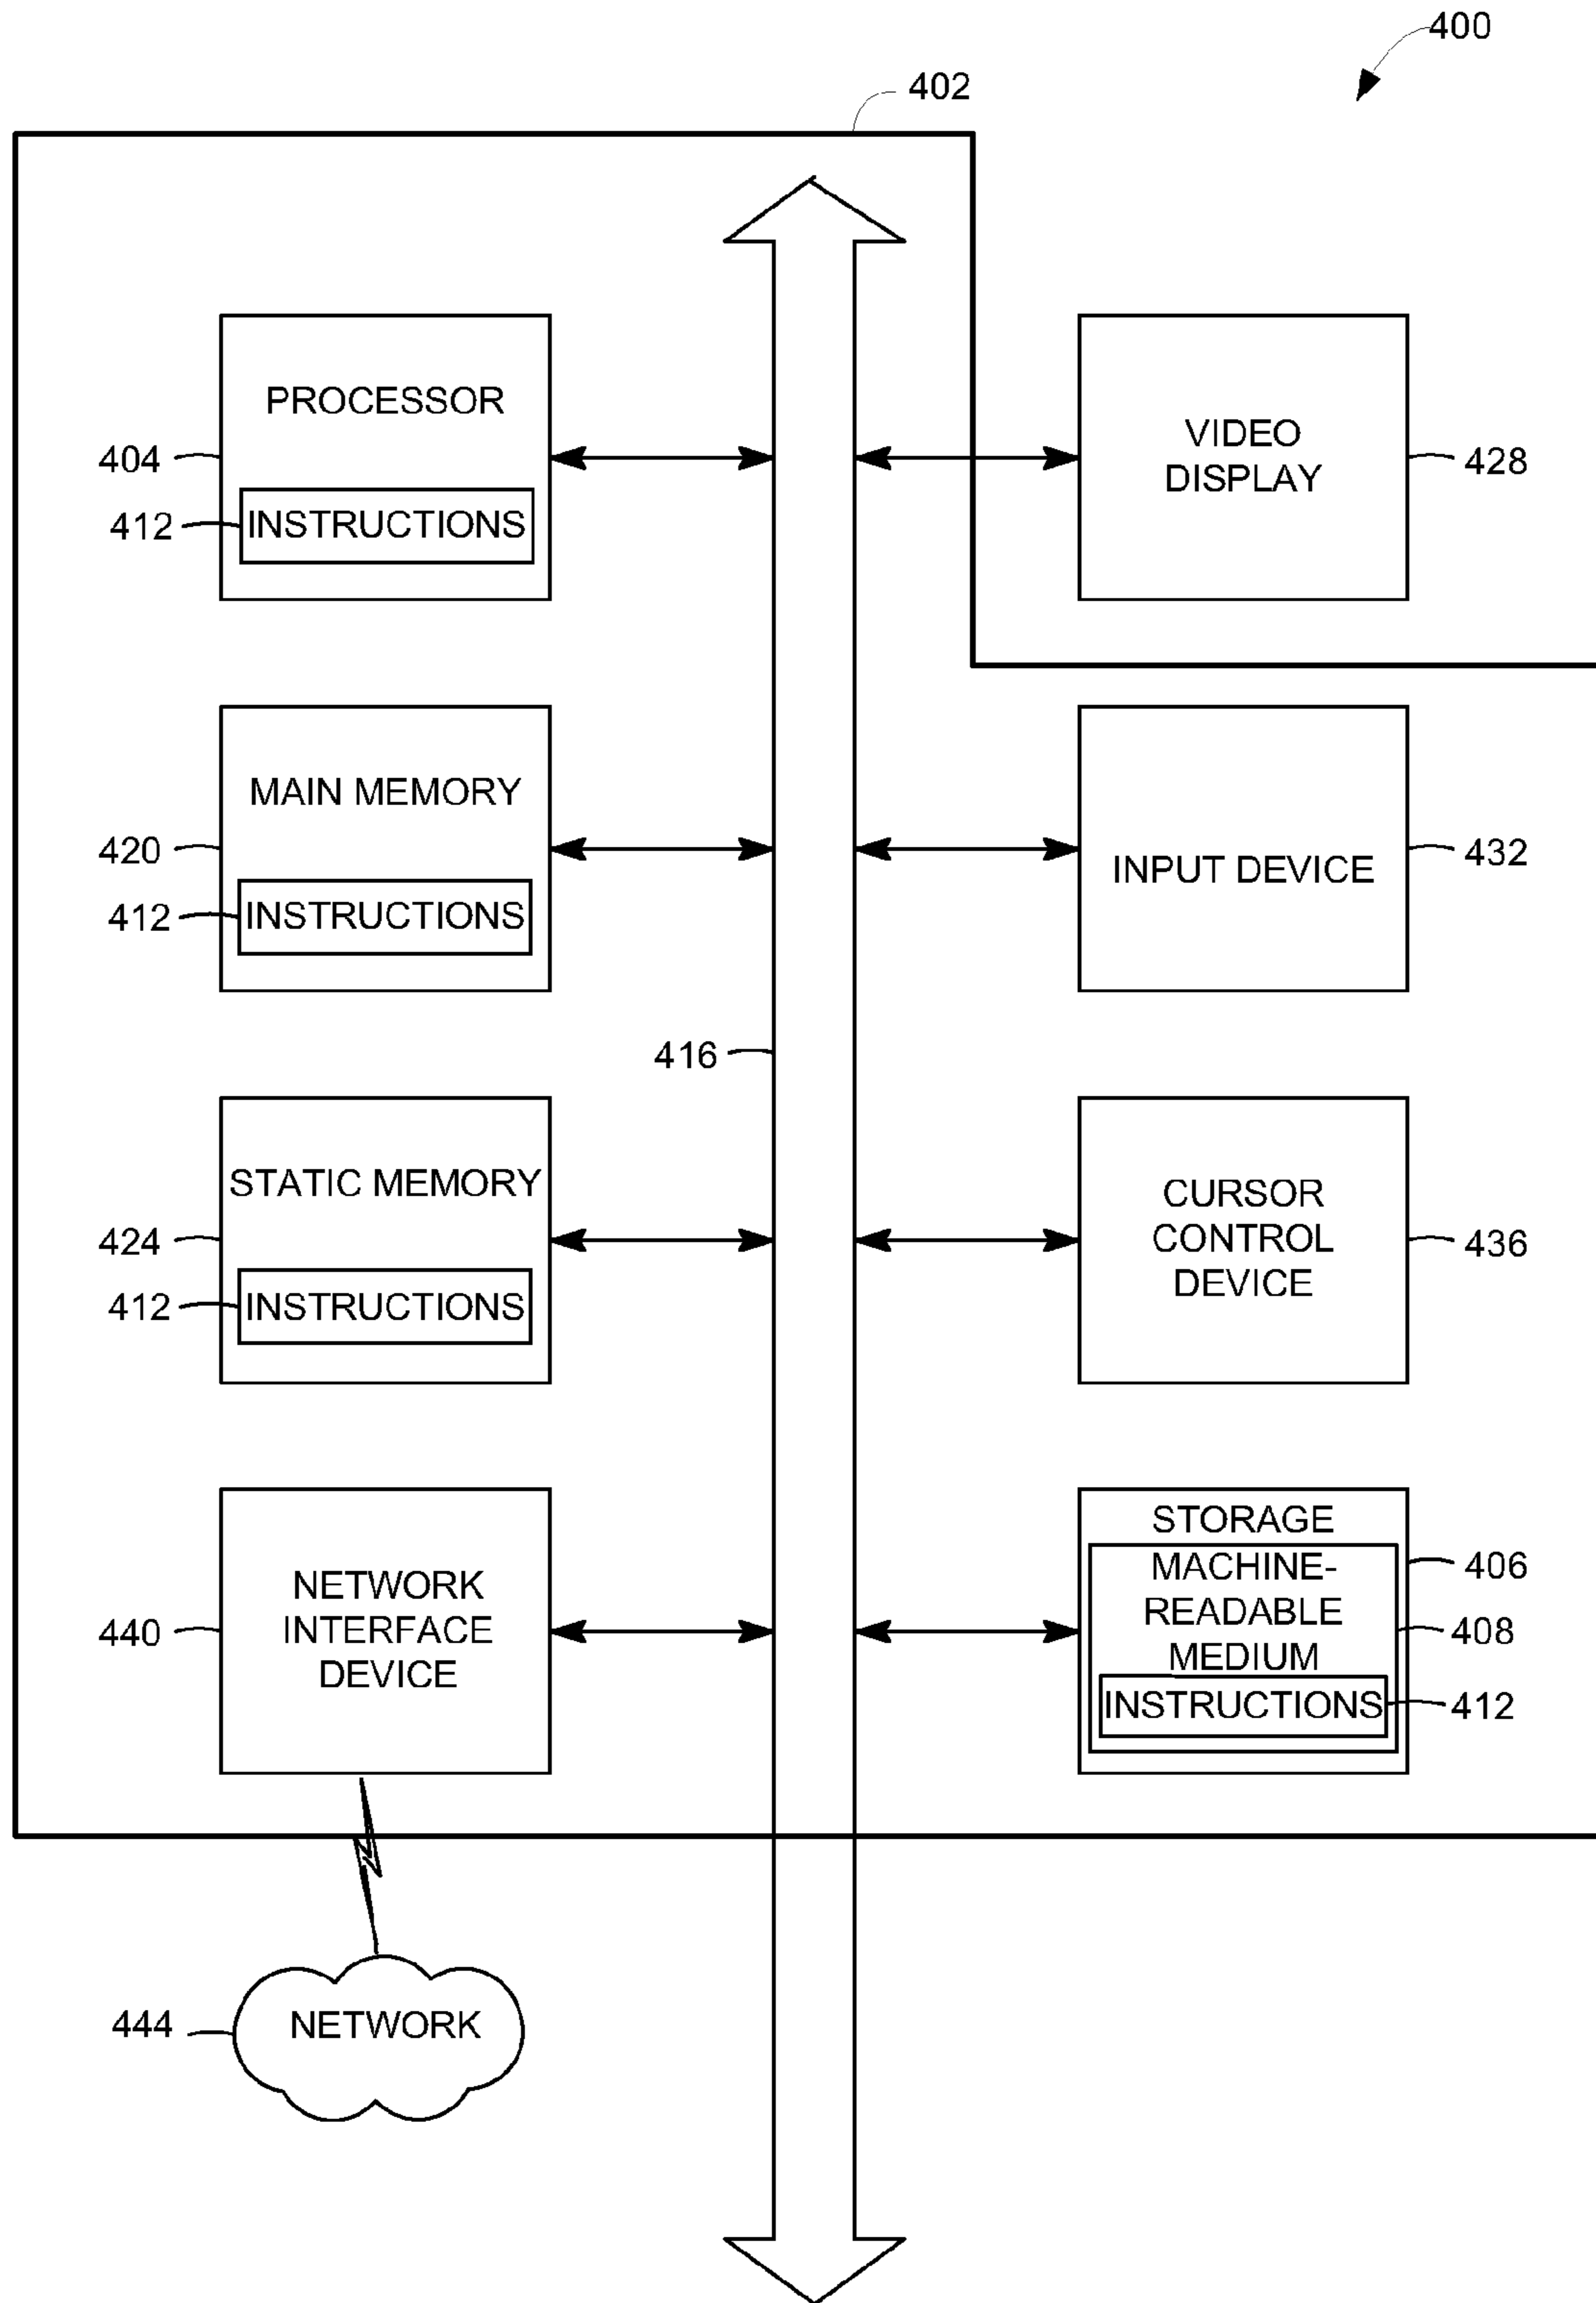 400
402
PROCESSOR
404
412
INSTRUCTIONS
VIDEO
DISPLAY
428
MAIN MEMORY
420
412
INSTRUCTIONS
INPUT DEVICE
432
416
STATIC MEMORY
424
412
INSTRUCTIONS
CURSOR
CONTROL
DEVICE
436
NETWORK
INTERFACE
DEVICE
440
STORAGE
406
MACHINE-
READABLE
MEDIUM
408
INSTRUCTIONS
412
444
NETWORK